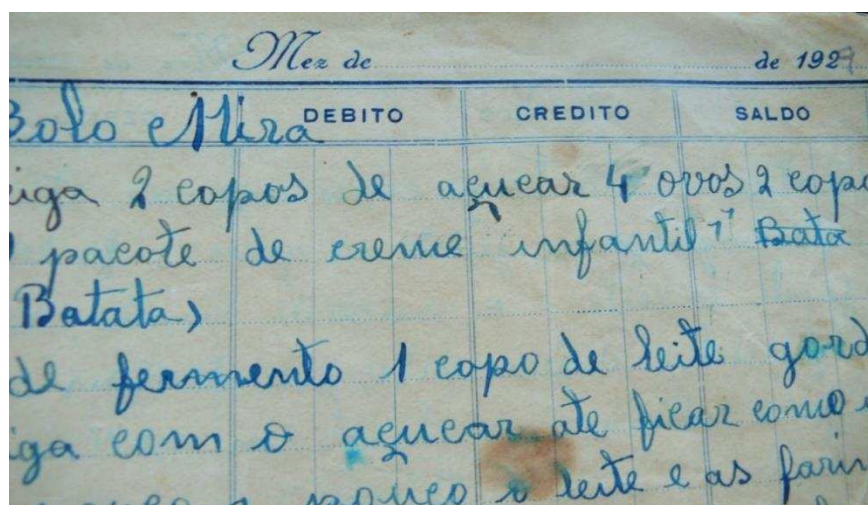 Mez de de 192
Bolo Mira
DEBITO CREDITO SALDO
iga 2 copos de açucar 4 ovos 2 copo
pacote de creme infantil Bata
Batata)
de fermento 1 copo de leite gord
iga com o açucar ate ficar como
pouco o leite e as farin